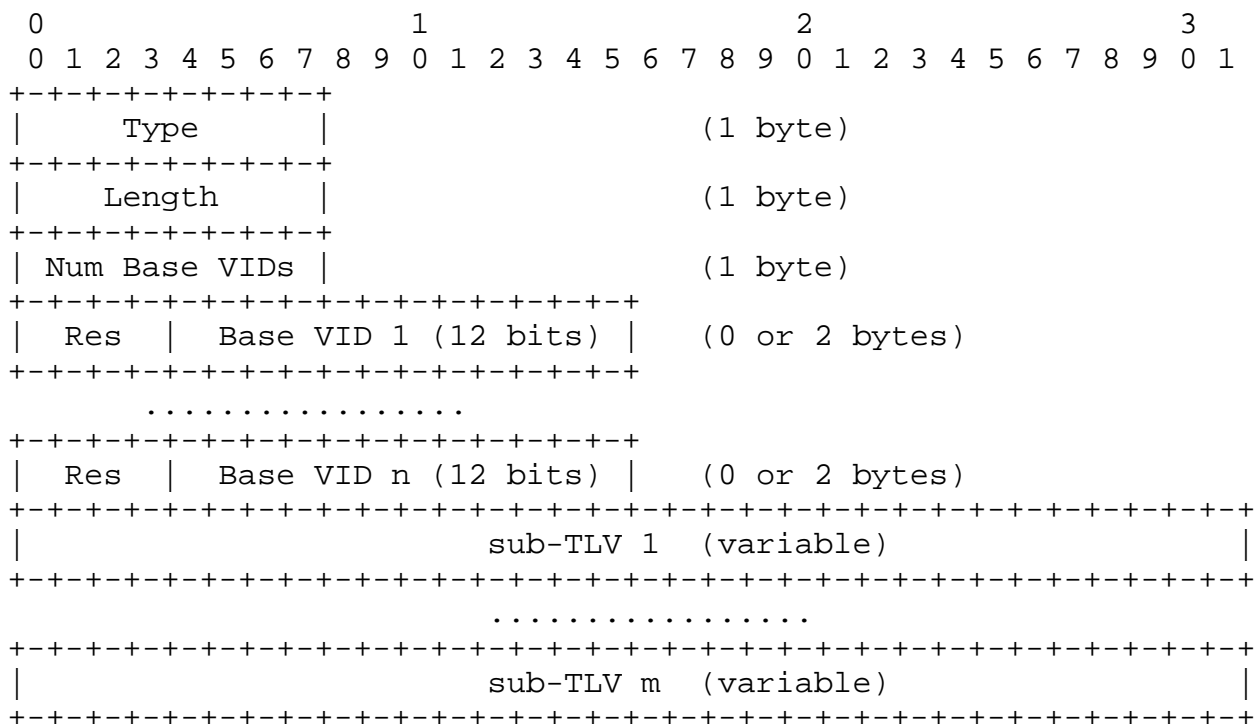 0                   1                   2                   3
 0 1 2 3 4 5 6 7 8 9 0 1 2 3 4 5 6 7 8 9 0 1 2 3 4 5 6 7 8 9 0 1
+-+-+-+-+-+-+-+-+
|     Type      |                   (1 byte)
+-+-+-+-+-+-+-+-+
|    Length     |                   (1 byte)
+-+-+-+-+-+-+-+-+
| Num Base VIDs |                   (1 byte)
+-+-+-+-+-+-+-+-+-+-+-+-+-+-+-+-+
|  Res  |  Base VID 1 (12 bits) |   (0 or 2 bytes)
+-+-+-+-+-+-+-+-+-+-+-+-+-+-+-+-+
       .................
+-+-+-+-+-+-+-+-+-+-+-+-+-+-+-+-+
|  Res  |  Base VID n (12 bits) |   (0 or 2 bytes)
+-+-+-+-+-+-+-+-+-+-+-+-+-+-+-+-+-+-+-+-+-+-+-+-+-+-+-+-+-+-+-+-+
|                         sub-TLV 1  (variable)                  |
+-+-+-+-+-+-+-+-+-+-+-+-+-+-+-+-+-+-+-+-+-+-+-+-+-+-+-+-+-+-+-+-+
                         .................
+-+-+-+-+-+-+-+-+-+-+-+-+-+-+-+-+-+-+-+-+-+-+-+-+-+-+-+-+-+-+-+-+
|                         sub-TLV m  (variable)                  |
+-+-+-+-+-+-+-+-+-+-+-+-+-+-+-+-+-+-+-+-+-+-+-+-+-+-+-+-+-+-+-+-+